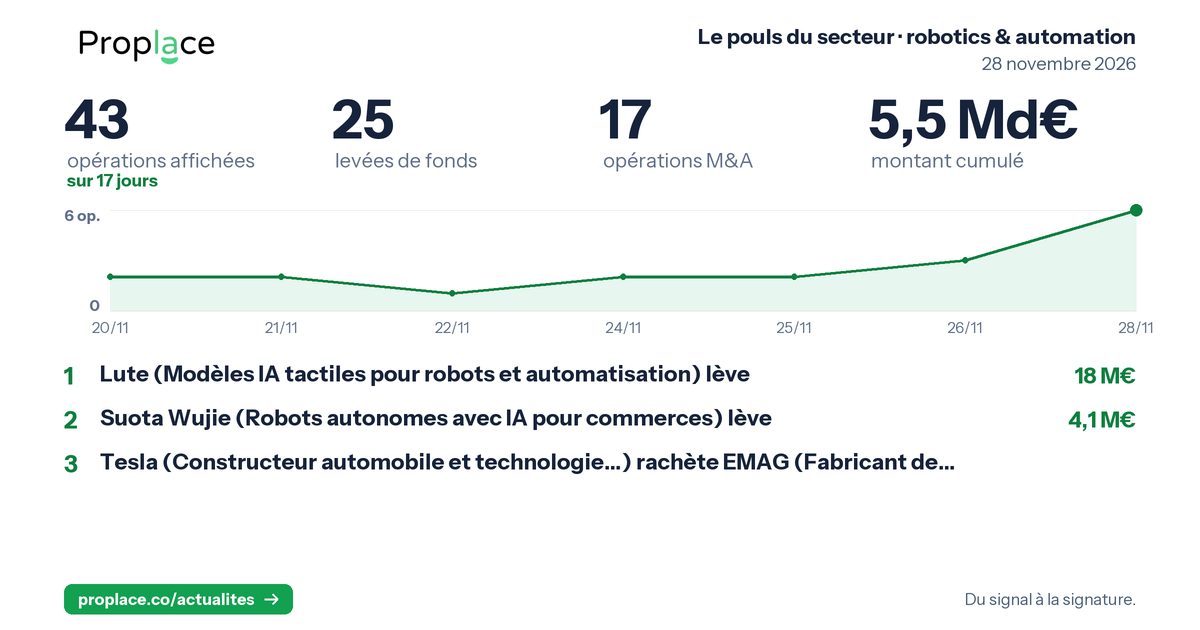 Proplace
Le pouls du secteur · robotics & automation
28 novembre 2026
43
opérations affichées
sur 17 jours
25
levées de fonds
17
opérations M&A
5,5 Md€
montant cumulé
6 op.
0
20/11 21/11 22/11 24/11 25/11 26/11 28/11
1 Lute (Modèles IA tactiles pour robots et automatisation) lève 18 M€
2 Suota Wujie (Robots autonomes avec IA pour commerces) lève 4,1 M€
3 Tesla (Constructeur automobile et technologie...) rachète EMAG (Fabricant de...
proplace.co/actualites →
Du signal à la signature.